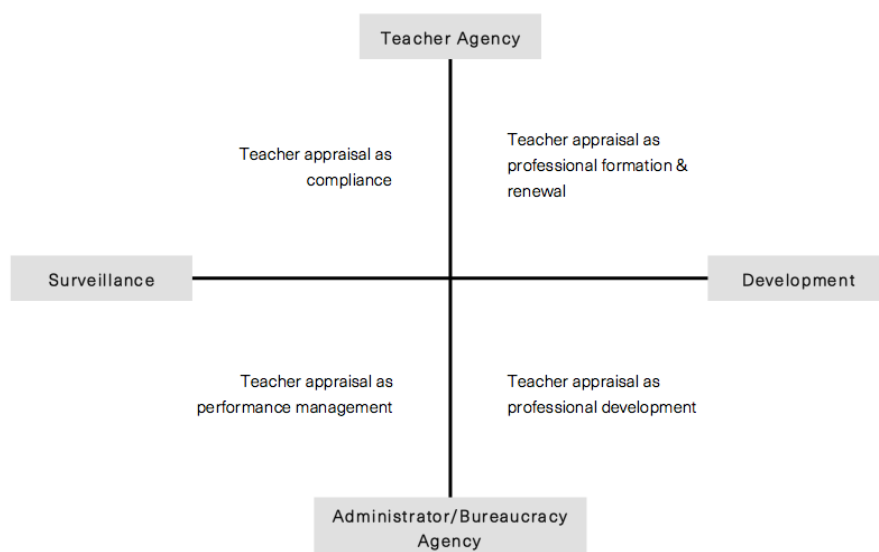 Teacher Agency
Teacher appraisal as
compliance
Teacher appraisal as
professional formation &
renewal
Surveillance
Development
Teacher appraisal as
performance management
Teacher appraisal as
professional development
Administrator/Bureaucracy
Agency